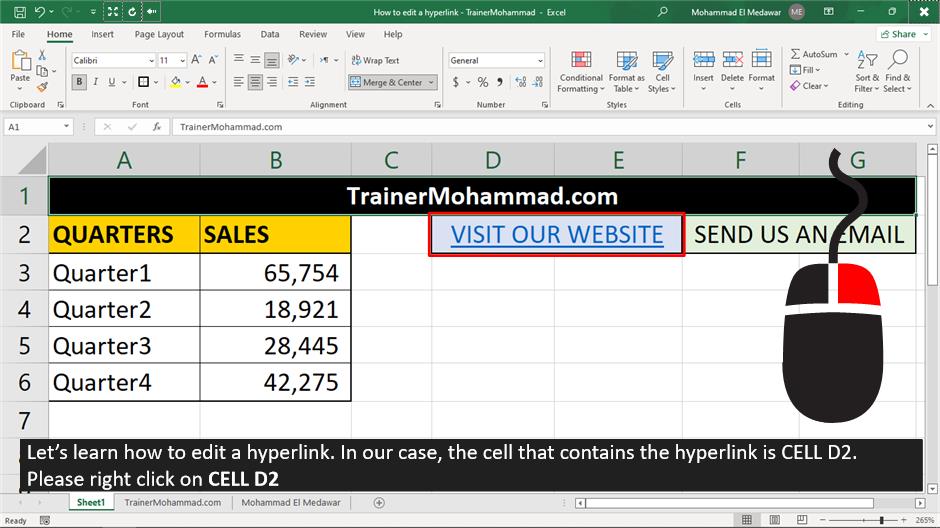 How to edit a hyperlink - TrainerMohammad - Excel
Mohammad El Medawar ME
File Home Insert Page Layout Formulas Data Review View Help Share
Calibri 11 A A Wrap Text General AutoSum
Paste Conditional Format as Cell Insert Delete Format Fill Sort & Find &
B I U A Merge & Center $ % Formatting Table Styles Clear Filter Select
Clipboard Font Alignment Number Styles Cells Editing
A1 fx TrainerMohammad.com
A B C D E F G
1 TrainerMohammad.com
2 QUARTERS SALES VISIT OUR WEBSITE SEND US AN EMAIL
3 Quarter1 65,754
4 Quarter2 18,921
5 Quarter3 28,445
6 Quarter4 42,275
7
Let's learn how to edit a hyperlink. In our case, the cell that contains the hyperlink is CELL D2.
Please right click on CELL D2
Sheet1 TrainerMohammad.com Mohammad El Medawar
Ready 265%